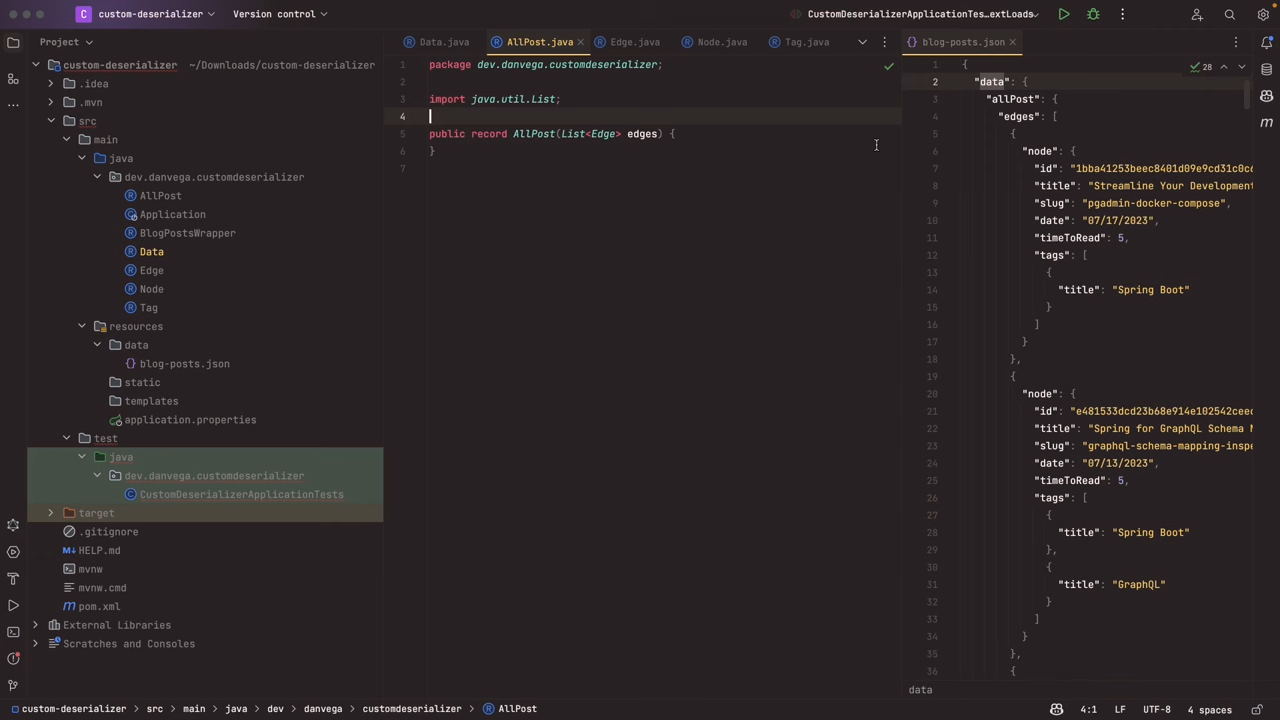 C custom-deserializer
Version control
CustomDeserializerApplicationTes...extLoads
Project
custom-deserializer ~/Downloads/custom-deserializer
.idea
.mvn
src
main
java
dev.danvega.customdeserializer
AllPost
Application
BlogPostsWrapper
Data
Edge
Node
Tag
resources
data
blog-posts.json
static
templates
application.properties
test
java
dev.danvega.customdeserializer
CustomDeserializerApplicationTests
target
.gitignore
HELP.md
mvnw
mvnw.cmd
pom.xml
External Libraries
Scratches and Consoles
Data.java
AllPost.java
Edge.java
Node.java
Tag.java
1 package dev.danvega.customdeserializer;
2
3 import java.util.List;
4
5 public record AllPost(List<Edge> edges) {
6 }
7
blog-posts.json
28
1 {
2 "data": {
3 "allPost": {
4 "edges": [
5 {
6 "node": {
7 "id": "1bba41253beec8401d09e9cd31c0c
8 "title": "Streamline Your Development
9 "slug": "pgadmin-docker-compose",
10 "date": "07/17/2023",
11 "timeToRead": 5,
12 "tags": [
13 {
14 "title": "Spring Boot"
15 }
16 ]
17 }
18 },
19 {
20 "node": {
21 "id": "e481533dcd23b68e914e102542ceed
22 "title": "Spring for GraphQL Schema M
23 "slug": "graphql-schema-mapping-inspe
24 "date": "07/13/2023",
25 "timeToRead": 5,
26 "tags": [
27 {
28 "title": "Spring Boot"
29 },
30 {
31 "title": "GraphQL"
32 }
33 ]
34 }
35 },
36 {
data
custom-deserializer > src > main > java > dev > danvega > customdeserializer > AllPost
4:1 LF UTF-8 4 spaces